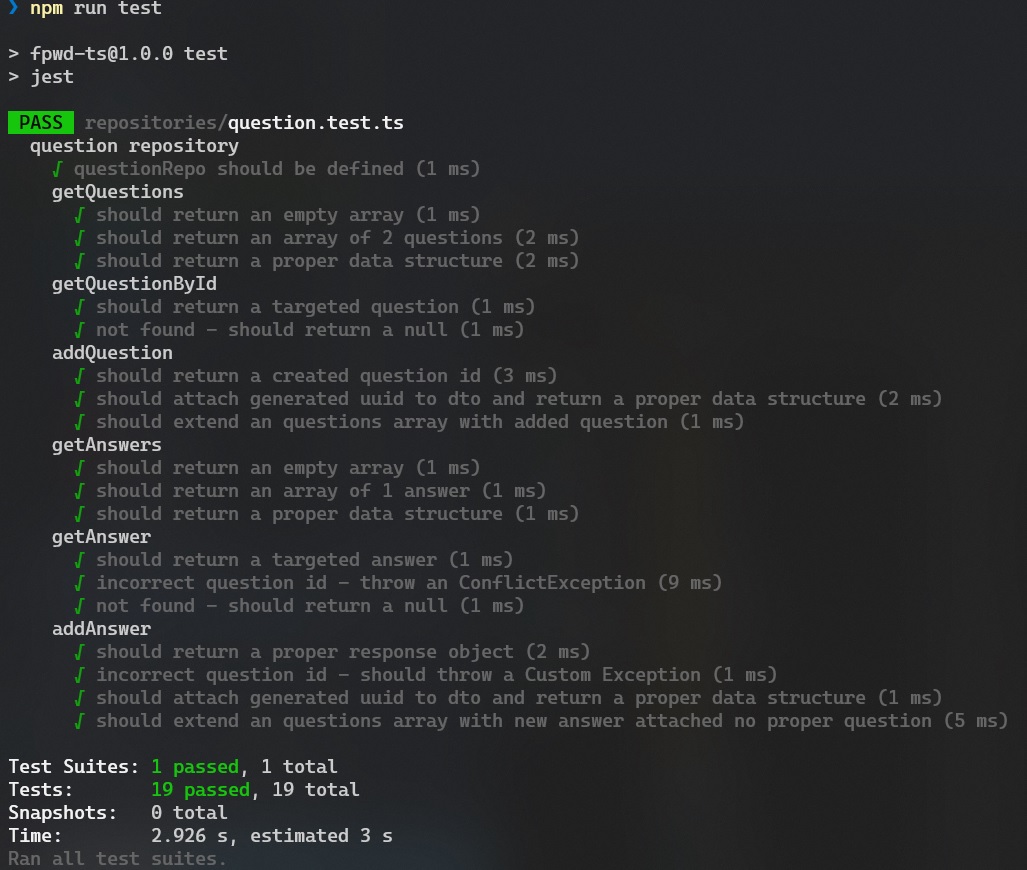 ❯ npm run test
> fpwd-ts@1.0.0 test
> jest
PASS repositories/question.test.ts
question repository
√ questionRepo should be defined (1 ms)
getQuestions
√ should return an empty array (1 ms)
√ should return an array of 2 questions (2 ms)
√ should return a proper data structure (2 ms)
getQuestionById
√ should return a targeted question (1 ms)
√ not found – should return a null (1 ms)
addQuestion
√ should return a created question id (3 ms)
√ should attach generated uuid to dto and return a proper data structure (2 ms)
√ should extend an questions array with added question (1 ms)
getAnswers
√ should return an empty array (1 ms)
√ should return an array of 1 answer (1 ms)
√ should return a proper data structure (1 ms)
getAnswer
√ should return a targeted answer (1 ms)
√ incorrect question id – throw an ConflictException (9 ms)
√ not found – should return a null (1 ms)
addAnswer
√ should return a proper response object (2 ms)
√ incorrect question id – should throw a Custom Exception (1 ms)
√ should attach generated uuid to dto and return a proper data structure (1 ms)
√ should extend an questions array with new answer attached no proper question (5 ms)
Test Suites: 1 passed, 1 total
Tests: 19 passed, 19 total
Snapshots: 0 total
Time: 2.926 s, estimated 3 s
Ran all test suites.